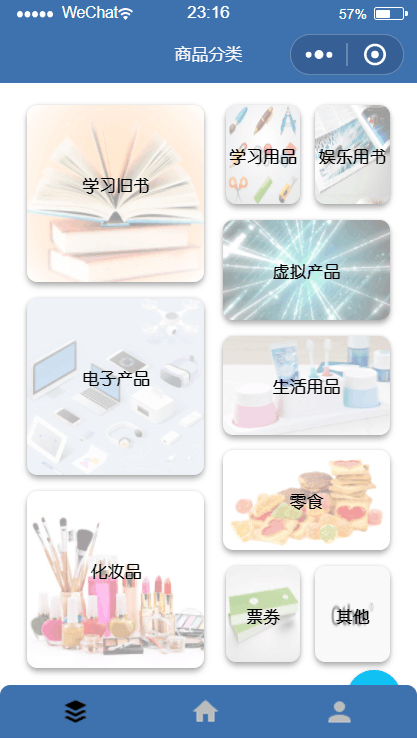 WeChat 23:16 57%
商品分类
学习旧书
学习用品
娱乐用书
虚拟产品
电子产品
生活用品
零食
化妆品
票券
其他